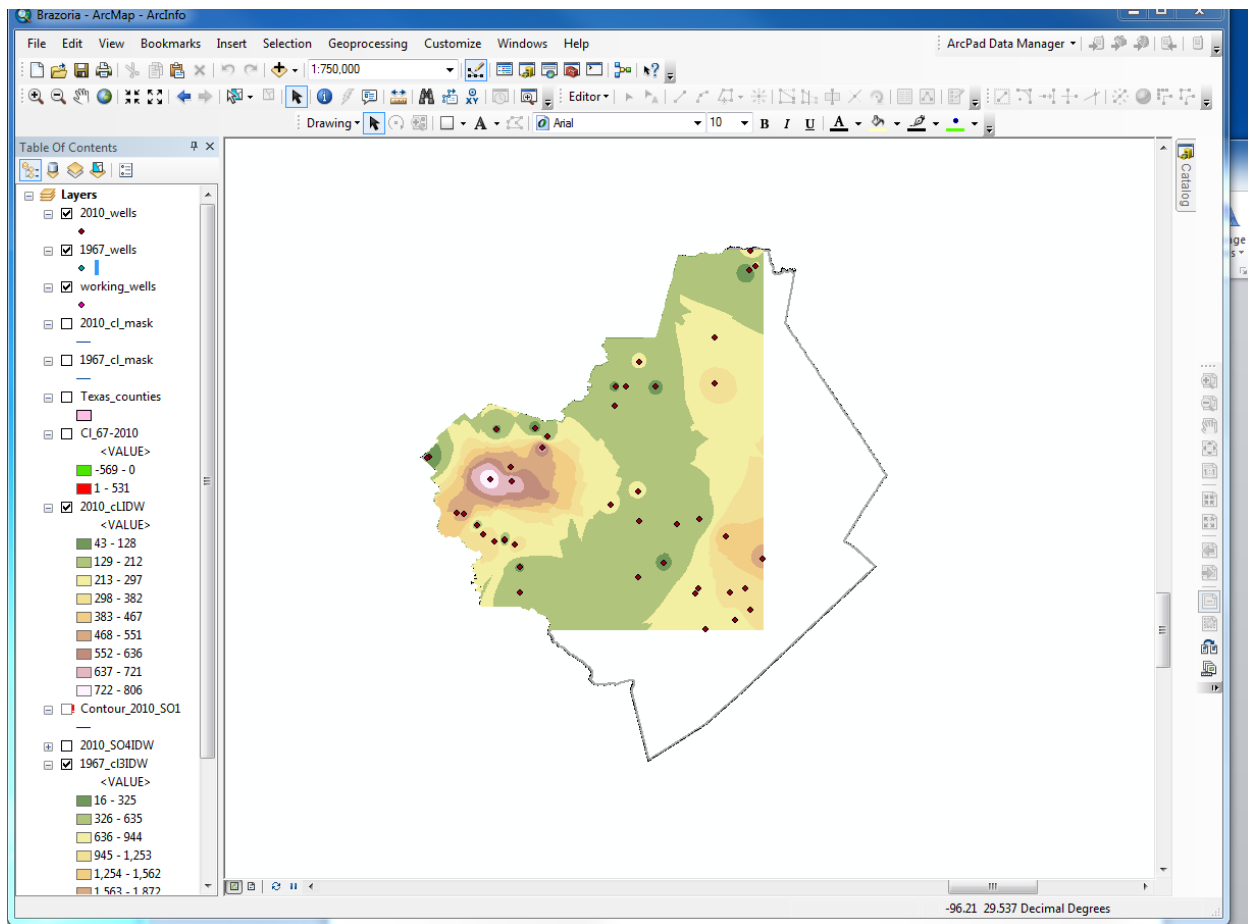 Brazoria - ArcMap - ArcInfo
File Edit View Bookmarks Insert Selection Geoprocessing Customize Windows Help
ArcPad Data Manager
1:750,000
Editor
Drawing A Arial 10 B I U A
Table Of Contents
Catalog
Layers
2010_wells
1967_wells
working_wells
2010_cl_mask
1967_cl_mask
Texas_counties
Cl_67-2010
<VALUE>
-569 - 0
1 - 531
2010_cLIDW
<VALUE>
43 - 128
129 - 212
213 - 297
298 - 382
383 - 467
468 - 551
552 - 636
637 - 721
722 - 806
Contour_2010_SO1
2010_SO4IDW
1967_cl3IDW
<VALUE>
16 - 325
326 - 635
636 - 944
945 - 1,253
1,254 - 1,562
1,563 - 1,872
-96.21 29.537 Decimal Degrees